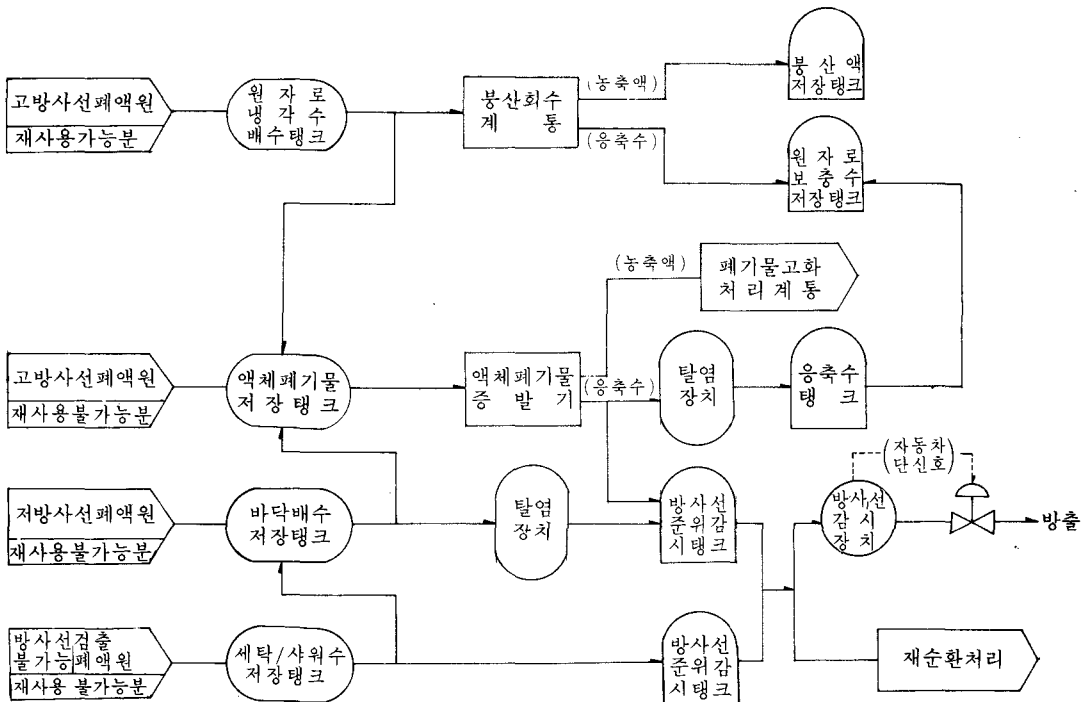 고방사선폐액원
재사용가능분
원 자 로
냉 각 수
배수탱크
붕산회수
계 통
(농축액)
(응축수)
붕 산 액
저장탱크
원 자 로
보 충 수
저장탱크
(농축액)
폐기물고화
처 리 계 통
고방사선폐액원
재사용불가능분
액체폐기물
저 장 탱 크
액체폐기물
증 발 기
(응축수)
탈염
장치
응축수
탱 크
저방사선폐액원
재사용불가능분
바닥배수
저장탱크
탈염
장치
방 사 선
준 위 감
시 탱 크
방사선
감 시
장 치
(자동차
단신호)
방출
방사선검출
불가능폐액원
재사용 불가능분
세탁/샤워수
저장탱크
방 사 선
준 위 감
시 탱 크
재순환처리